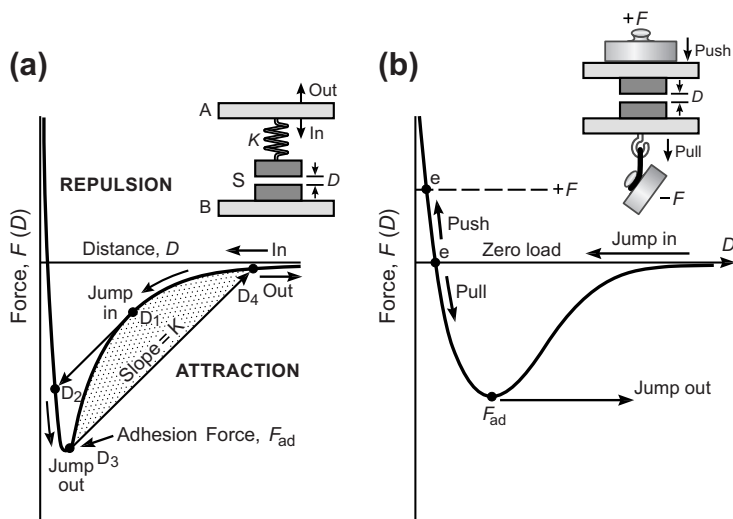 (a)
Out
A
In
K
S
D
B
REPULSION
Force, F (D)
Distance, D
In
Out
Jump
in
D1
D4
D2
Slope = K
ATTRACTION
Adhesion Force, Fad
D3
Jump
out
(b)
+F
Push
D
Pull
–F
e
+F
Push
e
Zero load
Jump in
D
Pull
Force, F (D)
Fad
Jump out